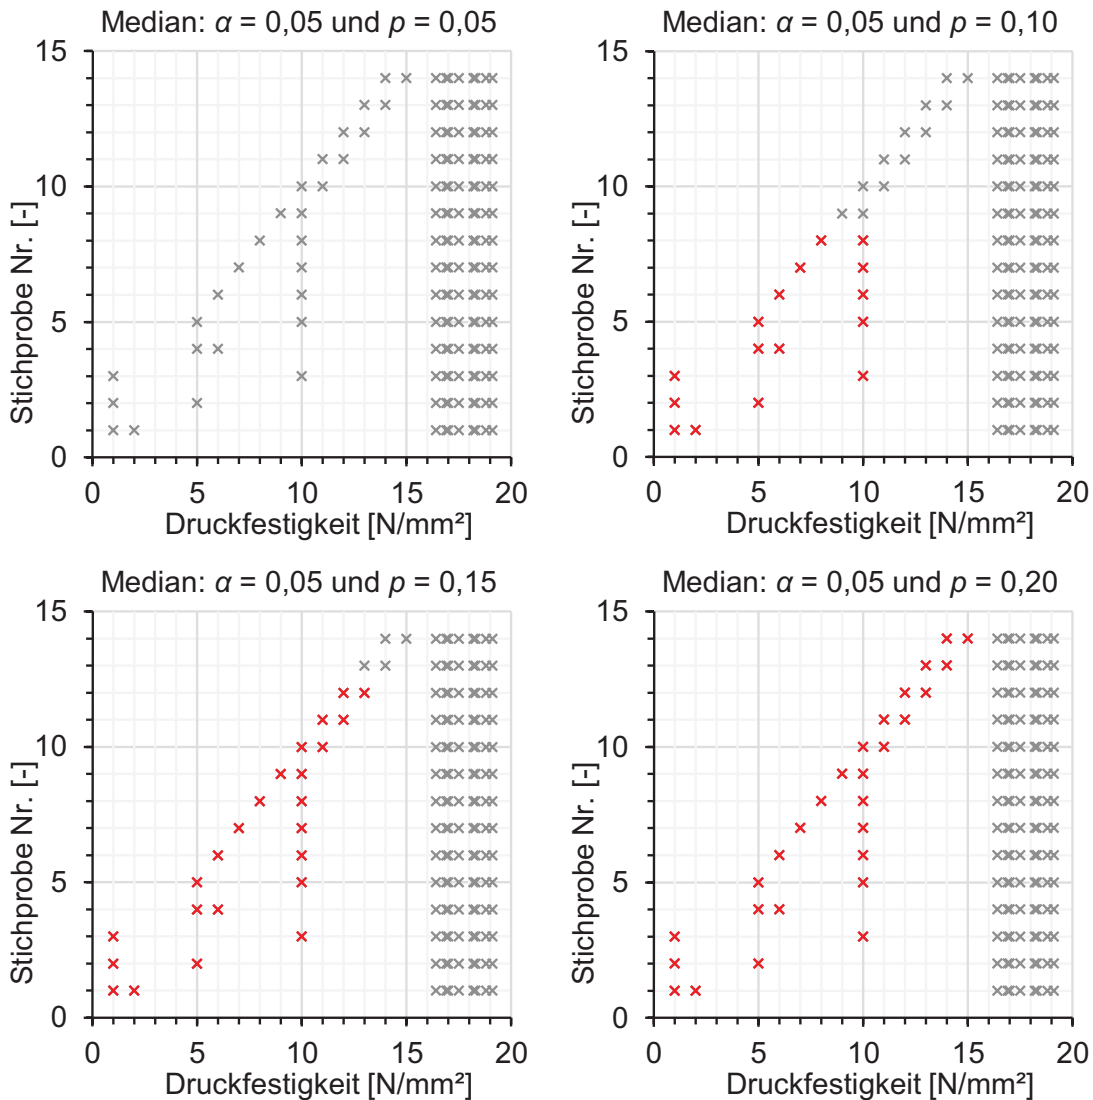 Median: α = 0,05 und p = 0,05
15
10
5
0
Stichprobe Nr. [-]
0 5 10 15 20
Druckfestigkeit [N/mm²]
Median: α = 0,05 und p = 0,10
15
10
5
0
Stichprobe Nr. [-]
0 5 10 15 20
Druckfestigkeit [N/mm²]
Median: α = 0,05 und p = 0,15
15
10
5
0
Stichprobe Nr. [-]
0 5 10 15 20
Druckfestigkeit [N/mm²]
Median: α = 0,05 und p = 0,20
15
10
5
0
Stichprobe Nr. [-]
0 5 10 15 20
Druckfestigkeit [N/mm²]